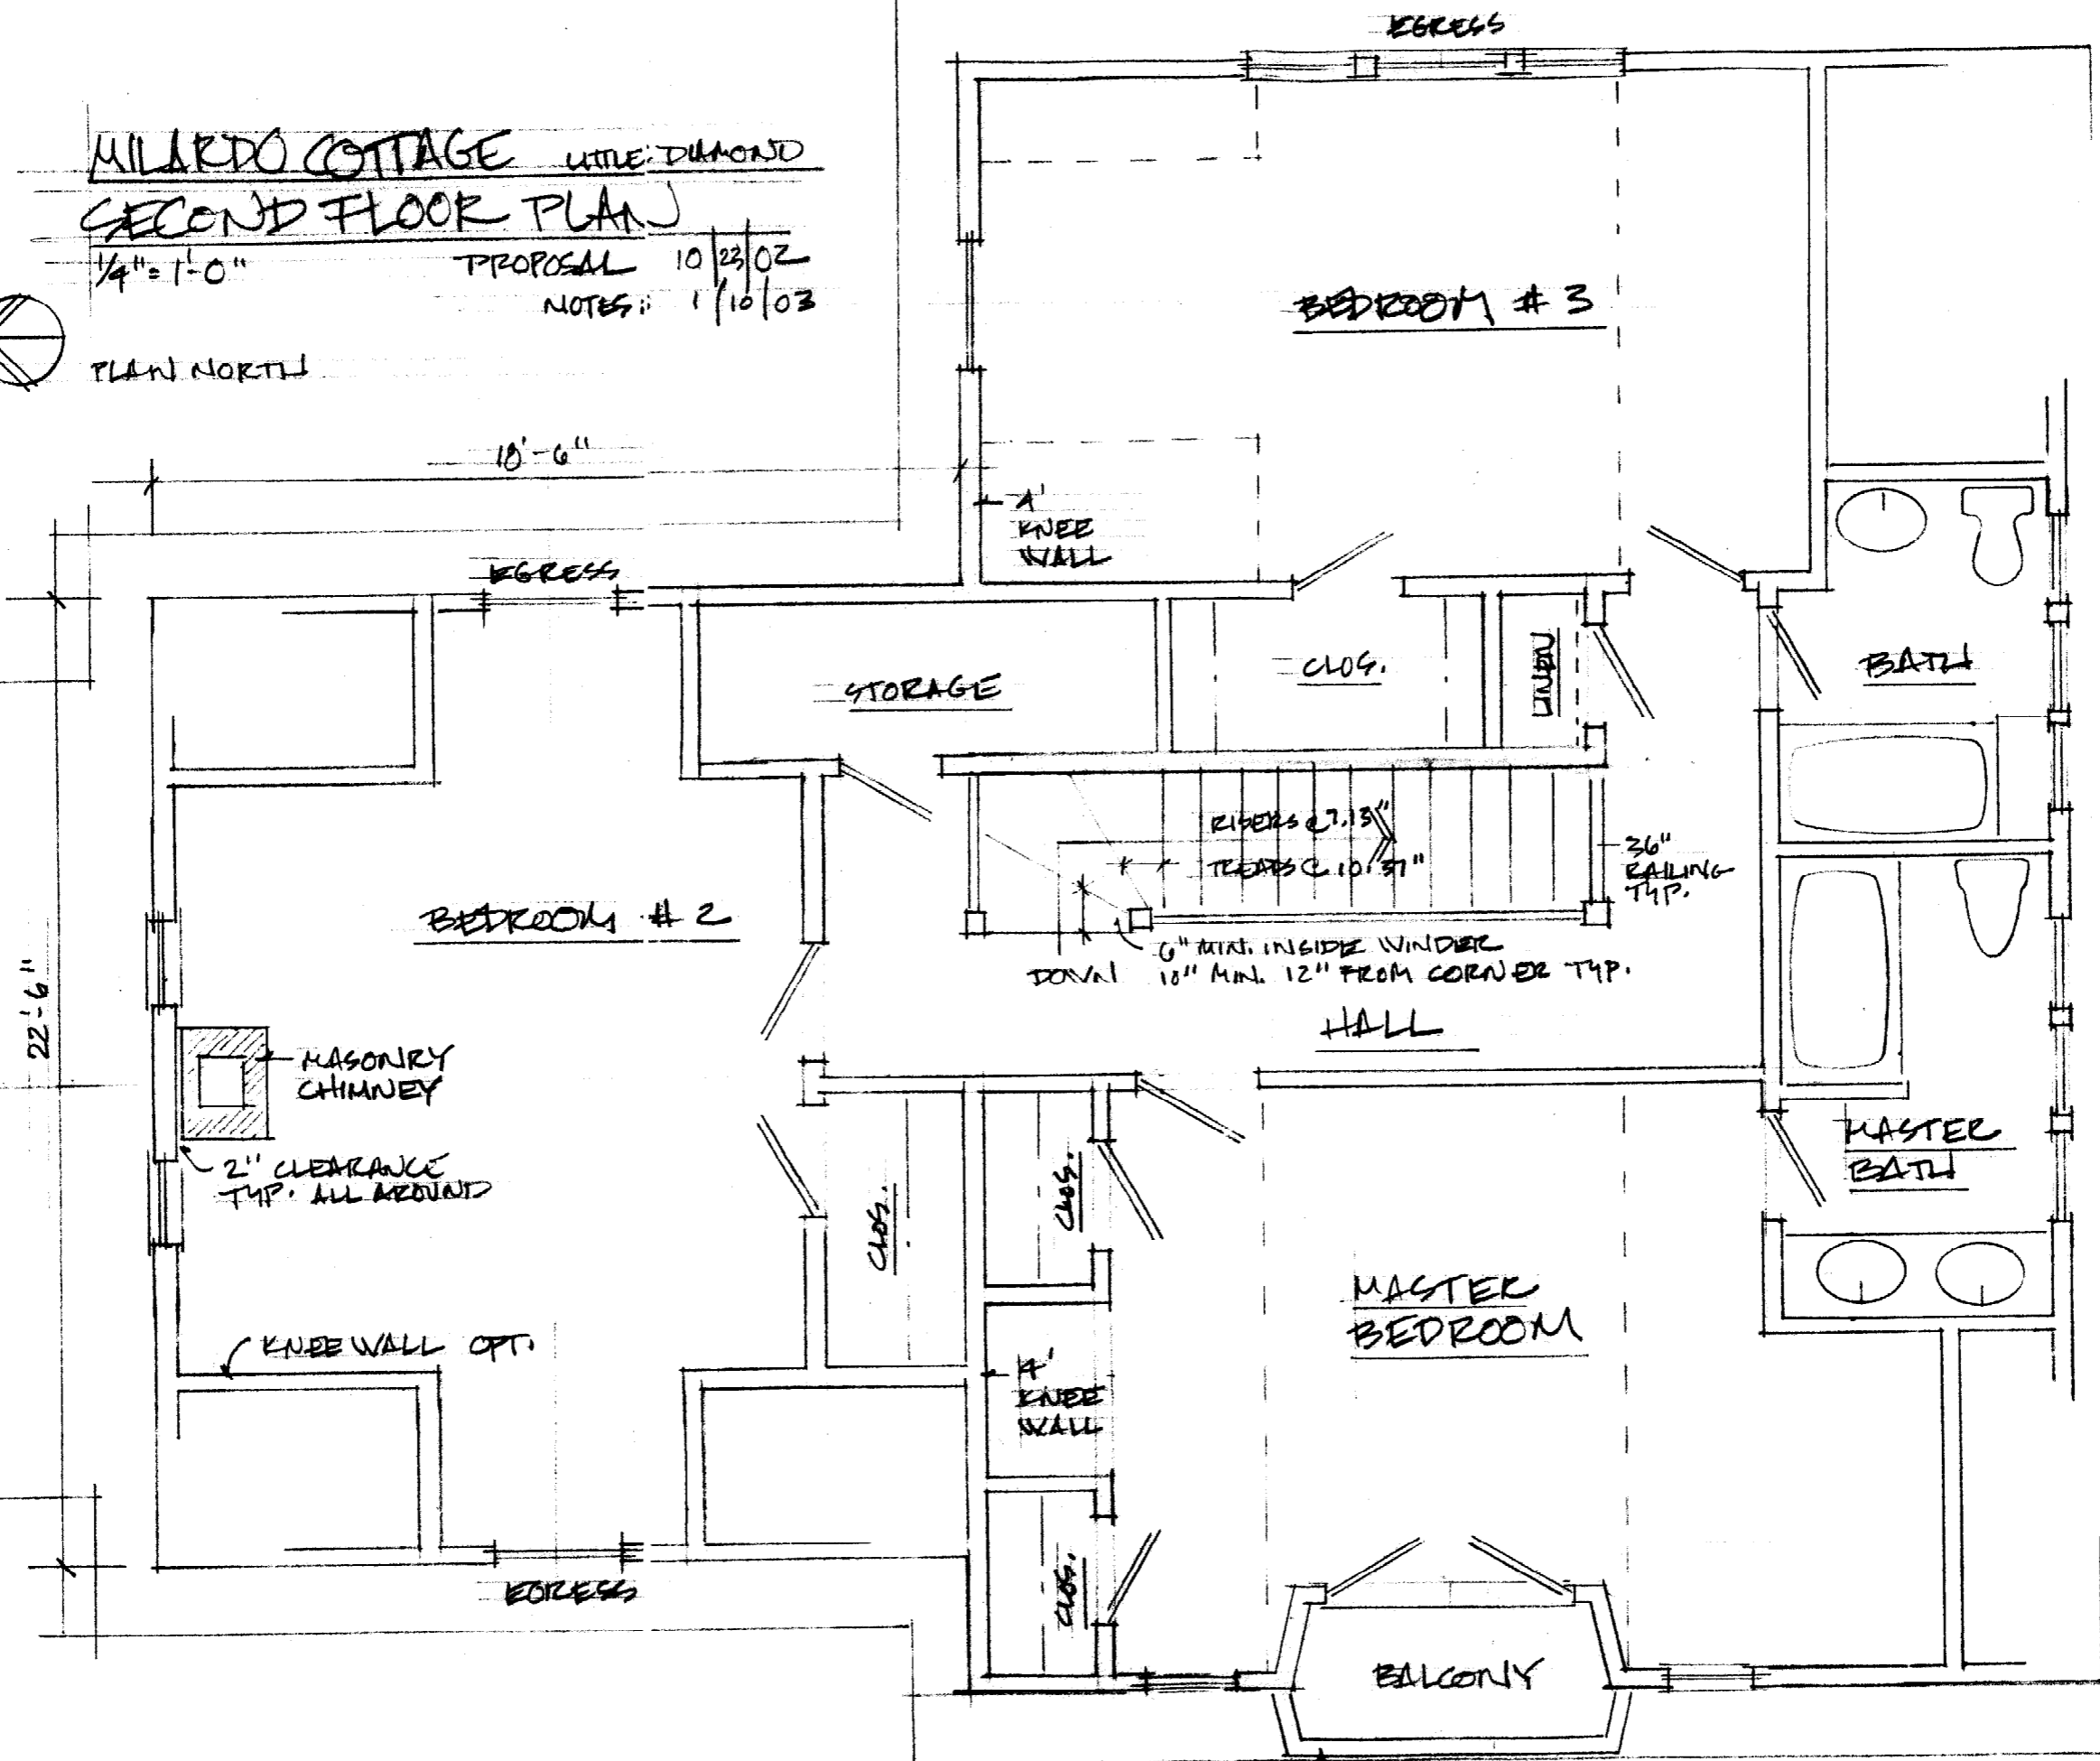 EGRESS
MILARDO COTTAGE LITTLE DIAMOND
SECOND FLOOR PLAN
1/4" = 1'-0" PROPOSAL 10/23/02
NOTES: 1/10/03
PLAN NORTH
BEDROOM # 3
18'-6"
4'
KNEE
WALL
EGRESS
STORAGE
CLOS.
LINEN
BATH
RISERS @ 7.13"
TREADS @ 10.37"
36"
RAILING
TYP.
BEDROOM # 2
6" MIN. INSIDE WINDER
DOWN 10" MIN. 12" FROM CORNER TYP.
HALL
22'-6"
MASONRY
CHIMNEY
2" CLEARANCE
TYP. ALL AROUND
CLOS.
CLOS.
MASTER
BATH
MASTER
BEDROOM
KNEEWALL OPT.
4'
KNEE
WALL
CLOS.
EGRESS
BALCONY